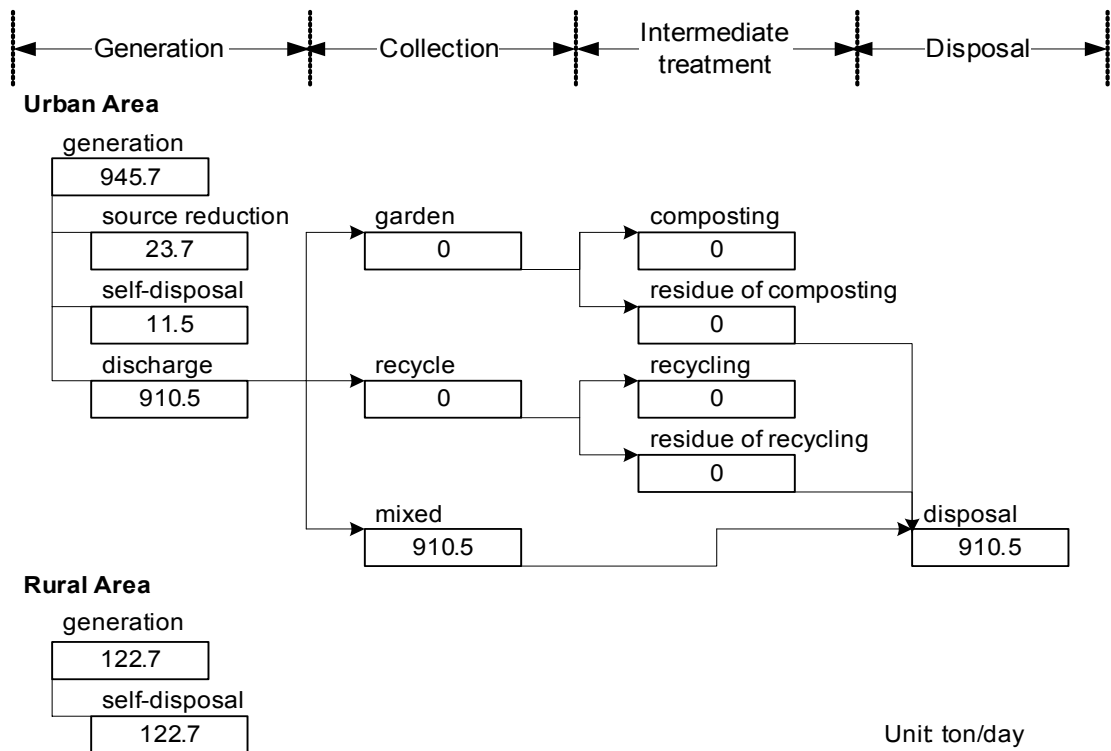 Generation
Collection
Intermediate
treatment
Disposal
Urban Area
generation
945.7
source reduction
garden
composting
23.7
0
0
self-disposal
residue of composting
11.5
0
discharge
recycle
recycling
910.5
0
0
residue of recycling
0
mixed
disposal
910.5
910.5
Rural Area
generation
122.7
self-disposal
122.7
Unit ton/day